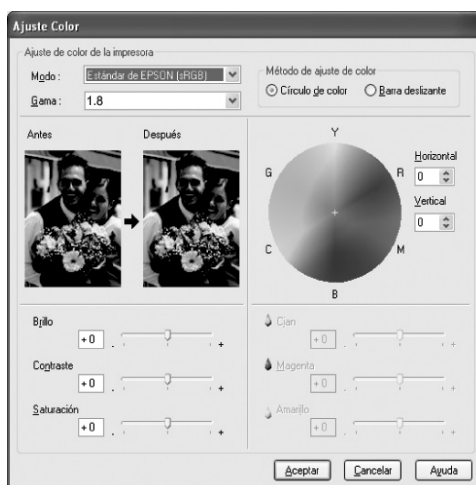 Ajuste Color
Ajuste de color de la impresora
Modo :
Estándar de EPSON (sRGB)
Gama :
1.8
Método de ajuste de color
Círculo de color
Barra deslizante
Antes
Después
Y
G
R
C
M
B
Horizontal
0
Vertical
0
Brillo
+0
-
+
Contraste
+0
-
+
Saturación
+0
-
+
Cian
+0
-
+
Magenta
+0
-
+
Amarillo
+0
-
+
Aceptar
Cancelar
Ayuda